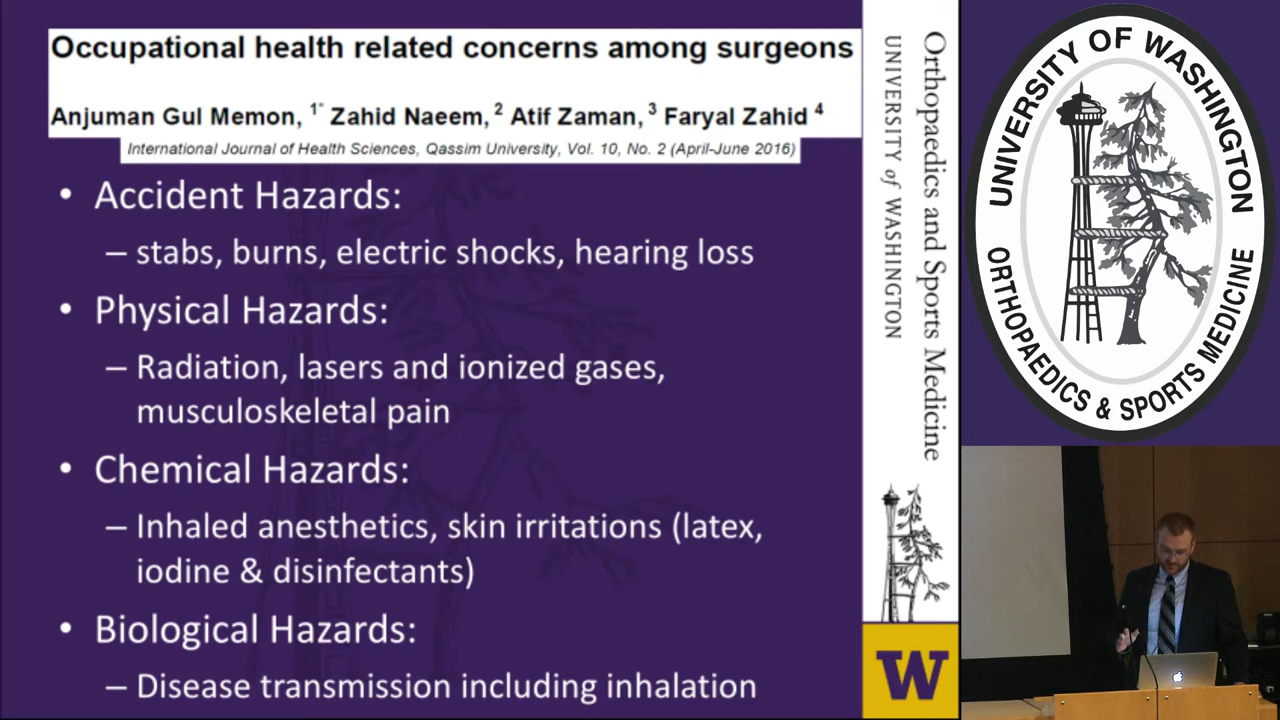 Occupational health related concerns among surgeons
Anjuman Gul Memon, 1* Zahid Naeem, 2 Atif Zaman, 3 Faryal Zahid 4
International Journal of Health Sciences, Qassim University, Vol. 10, No. 2 (April-June 2016)
• Accident Hazards:
– stabs, burns, electric shocks, hearing loss
• Physical Hazards:
– Radiation, lasers and ionized gases,
musculoskeletal pain
• Chemical Hazards:
– Inhaled anesthetics, skin irritations (latex,
iodine & disinfectants)
• Biological Hazards:
– Disease transmission including inhalation
Orthopaedics and Sports Medicine
UNIVERSITY of WASHINGTON
W
UNIVERSITY OF WASHINGTON
ORTHOPAEDICS & SPORTS MEDICINE